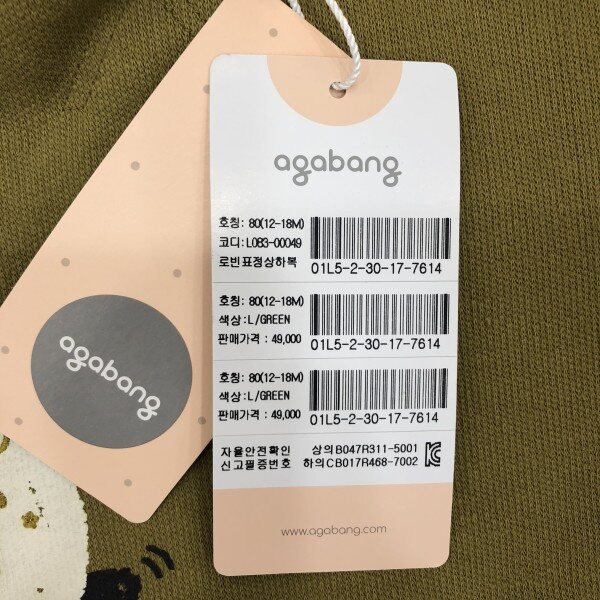 agabang
호칭: 80(12-18M)
코디: L0B3-00049
로빈표정상하복
01L5-2-30-17-7614
호칭: 80(12-18M)
색상: L/GREEN
판매가격 : 49,000
01L5-2-30-17-7614
호칭: 80(12-18M)
색상: L/GREEN
판매가격 : 49,000
01L5-2-30-17-7614
자율안전확인 상의B047R311-5001
신고필증번호 하의CB017R468-7002
www.agabang.com
agabang